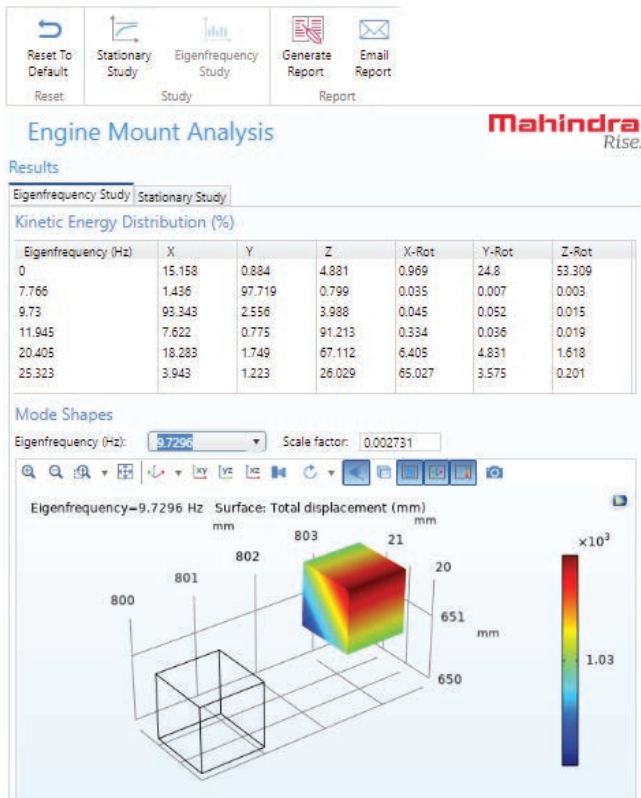 Reset To Default
Stationary Study
Eigenfrequency Study
Generate Report
Email Report
Reset
Study
Report
Engine Mount Analysis
Mahindra
Rise.
Results
Eigenfrequency Study Stationary Study
Kinetic Energy Distribution (%)
Eigenfrequency (Hz) X Y Z X-Rot Y-Rot Z-Rot
0 15.158 0.884 4.881 0.969 24.8 53.309
7.766 1.436 97.719 0.799 0.035 0.007 0.003
9.73 93.343 2.556 3.988 0.045 0.052 0.015
11.945 7.622 0.775 91.213 0.334 0.036 0.019
20.405 18.283 1.749 67.112 6.405 4.831 1.618
25.323 3.943 1.223 26.029 65.027 3.575 0.201
Mode Shapes
Eigenfrequency (Hz): 9.7296 Scale factor: 0.002731
xy yz xz
Eigenfrequency=9.7296 Hz Surface: Total displacement (mm)
mm
mm
803
21
×10³
802
20
801
800
651
mm
1.03
650